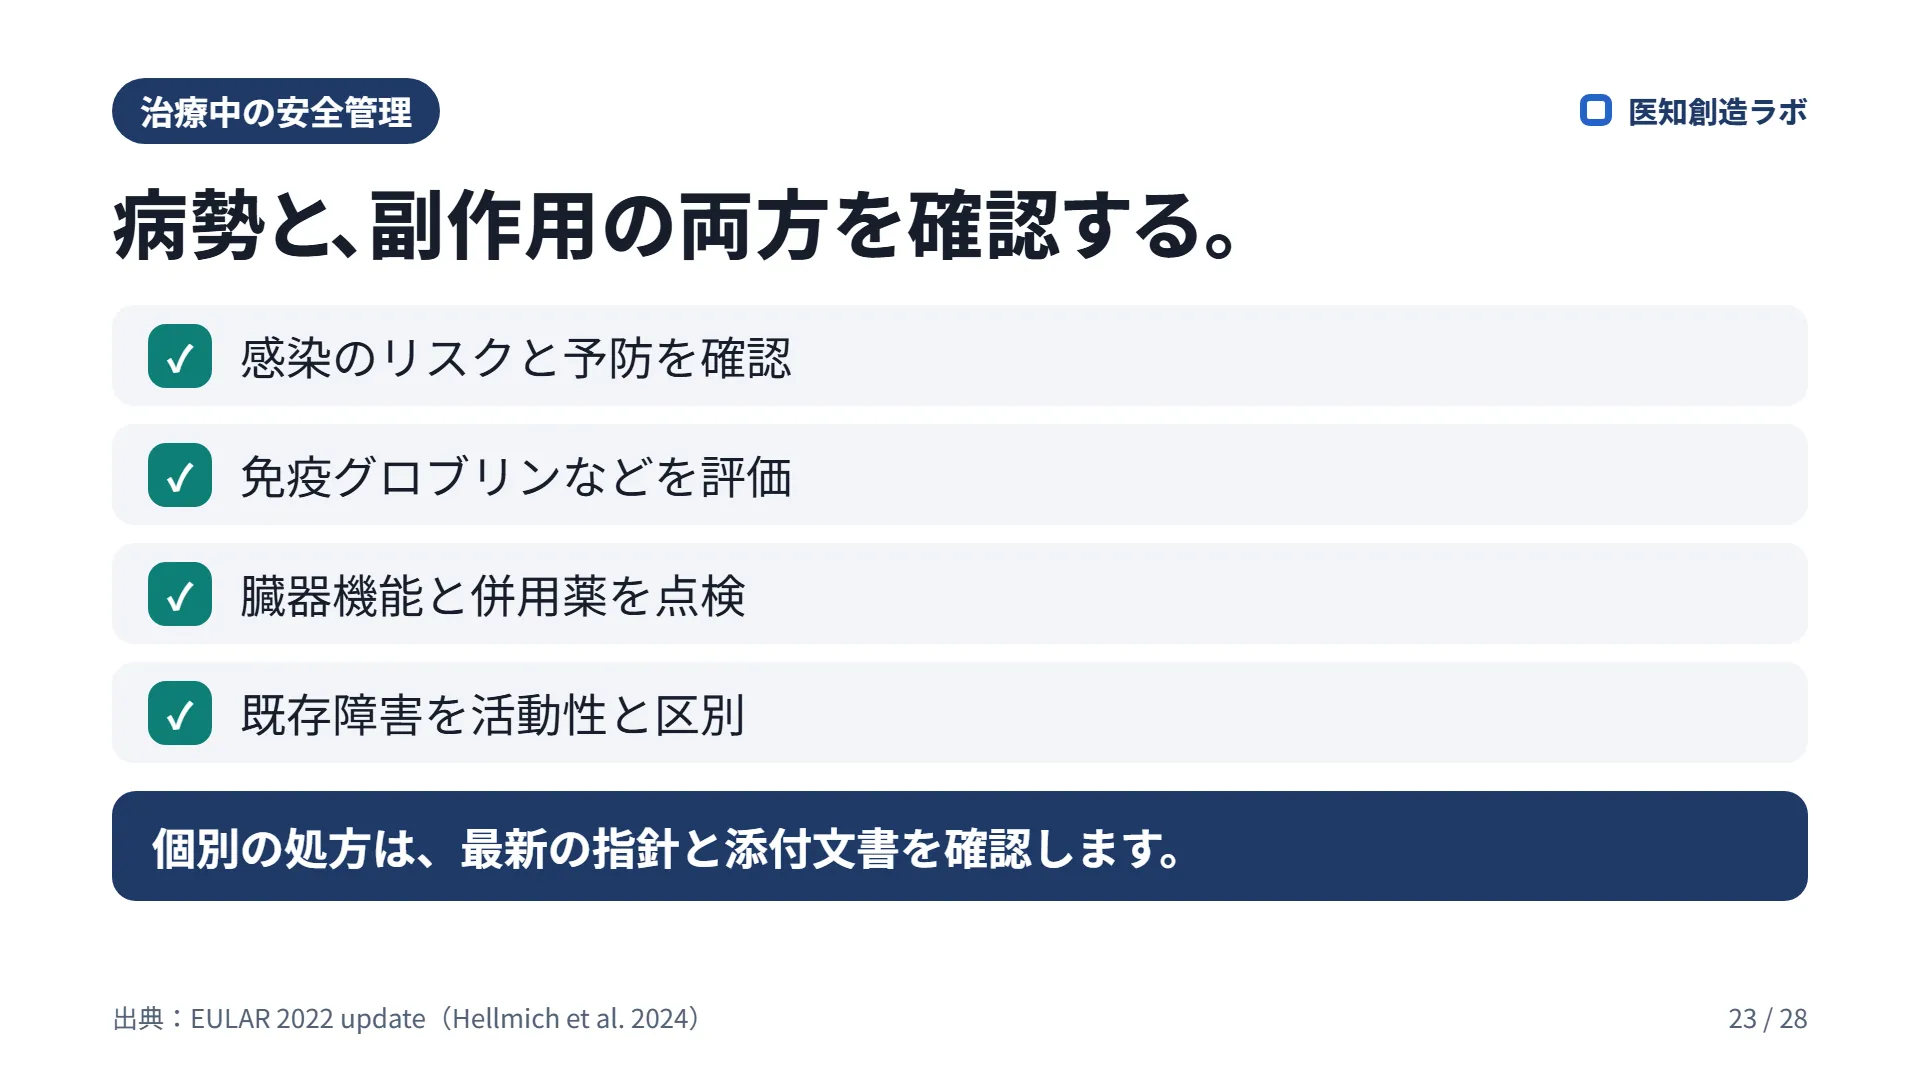 治療中の安全管理
医知創造ラボ
病勢と、副作用の両方を確認する。
✓ 感染のリスクと予防を確認
✓ 免疫グロブリンなどを評価
✓ 臓器機能と併用薬を点検
✓ 既存障害を活動性と区別
個別の処方は、最新の指針と添付文書を確認します。
出典：EULAR 2022 update（Hellmich et al. 2024）
23 / 28